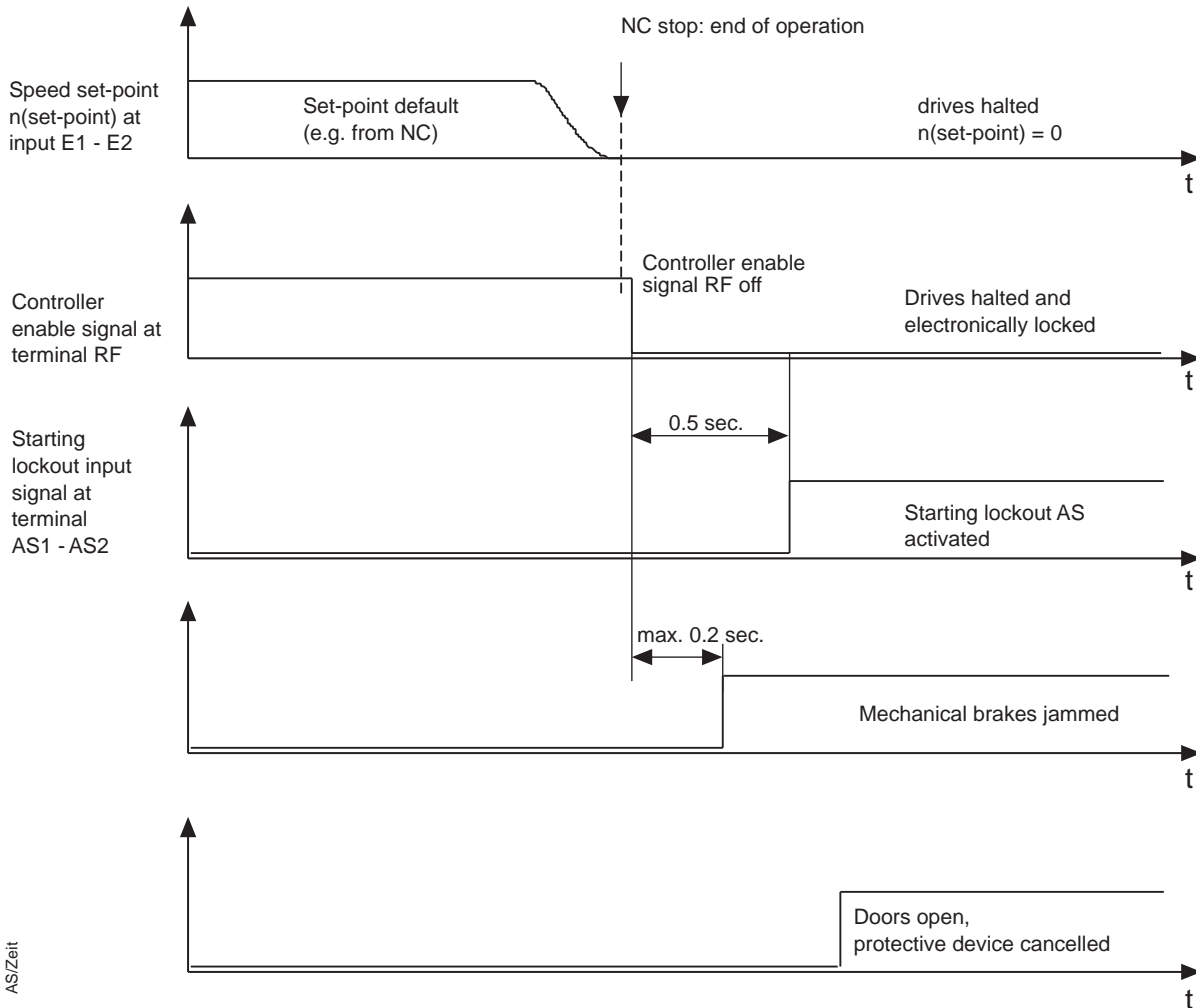 NC stop: end of operation
Speed set-point
n(set-point) at
input E1 - E2
Set-point default
(e.g. from NC)
drives halted
n(set-point) = 0
t
Controller
enable signal at
terminal RF
Controller enable
signal RF off
Drives halted and
electronically locked
t
Starting
lockout input
signal at
terminal
AS1 - AS2
0.5 sec.
Starting lockout AS
activated
t
max. 0.2 sec.
Mechanical brakes jammed
t
Doors open,
protective device cancelled
t
AS/Zeit